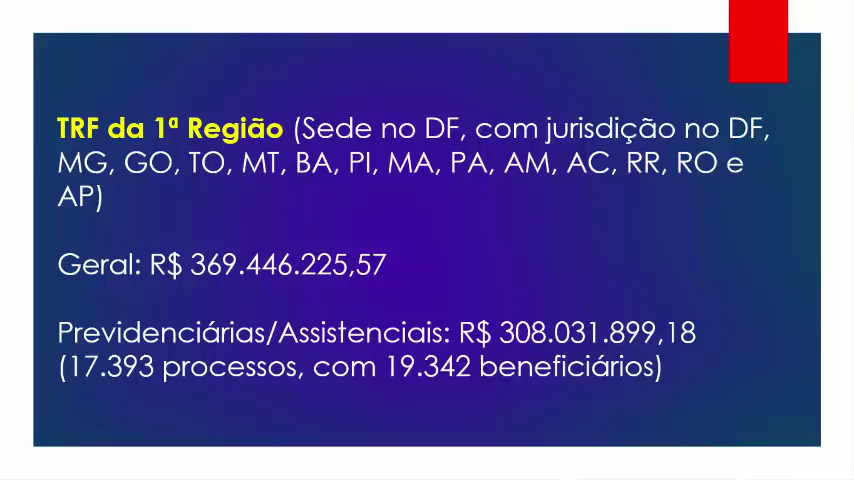 TRF da 1ª Região (Sede no DF, com jurisdição no DF,
MG, GO, TO, MT, BA, PI, MA, PA, AM, AC, RR, RO e
AP)
Geral: R$ 369.446.225,57
Previdenciárias/Assistenciais: R$ 308.031.899,18
(17.393 processos, com 19.342 beneficiários)